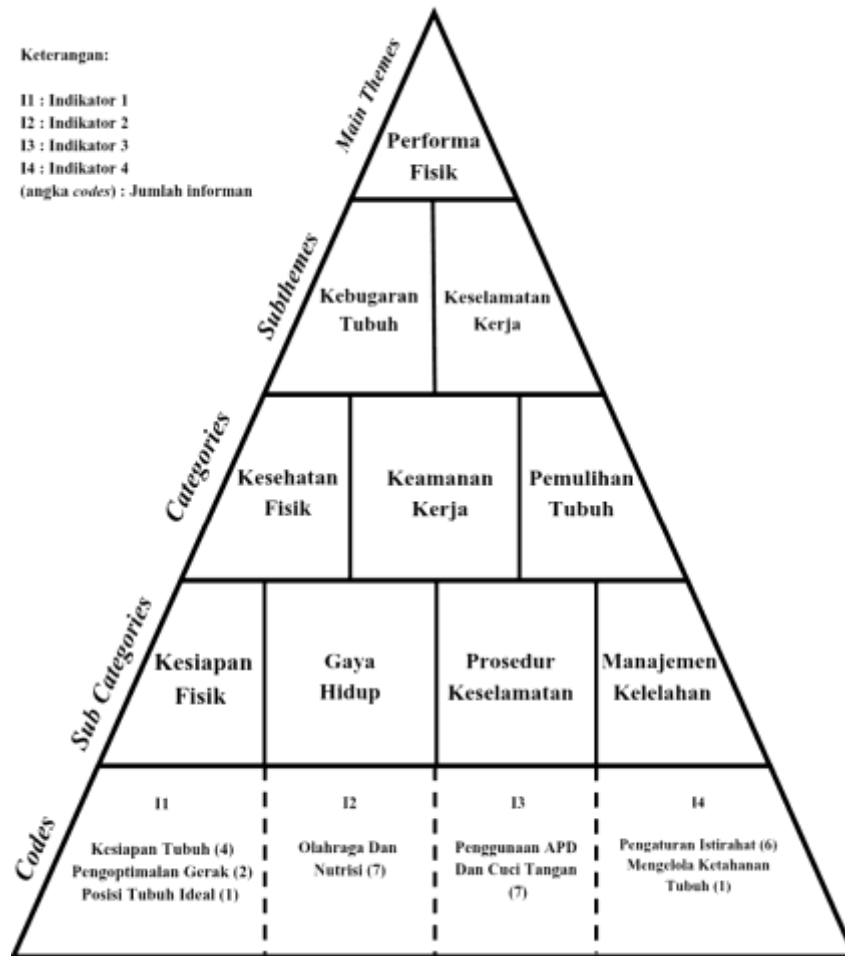 Keterangan:
I1 : Indikator 1
I2 : Indikator 2
I3 : Indikator 3
I4 : Indikator 4
(angka codes) : Jumlah informan
Main Themes
Performa
Fisik
Subthemes
Kebugaran
Tubuh
Keselamatan
Kerja
Categories
Kesehatan
Fisik
Keamanan
Kerja
Pemulihan
Tubuh
Sub Categories
Kesiapan
Fisik
Gaya
Hidup
Prosedur
Keselamatan
Manajemen
Kelelahan
Codes
I1
Kesiapan Tubuh (4)
Pengoptimalan Gerak (2)
Posisi Tubuh Ideal (1)
I2
Olahraga Dan
Nutrisi (7)
I3
Penggunaan APD
Dan Cuci Tangan
(7)
I4
Pengaturan Istirahat (6)
Mengelola Ketahanan
Tubuh (1)